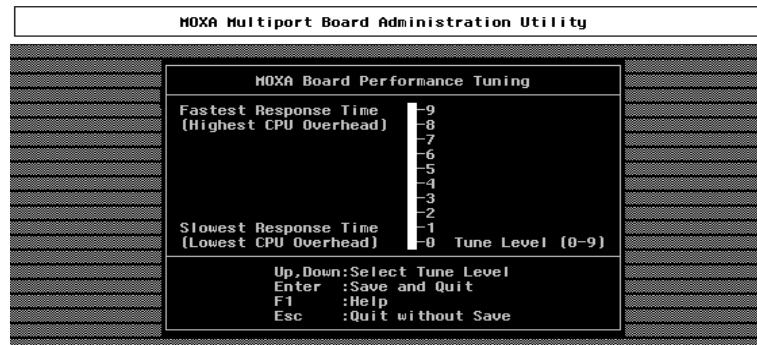 MOXA Multiport Board Administration Utility
MOXA Board Performance Tuning
Fastest Response Time -9
(Highest CPU Overhead) -8
-7
-6
-5
-4
-3
-2
Slowest Response Time -1
(Lowest CPU Overhead) -0 Tune Level (0-9)
Up,Down:Select Tune Level
Enter :Save and Quit
F1 :Help
Esc :Quit without Save